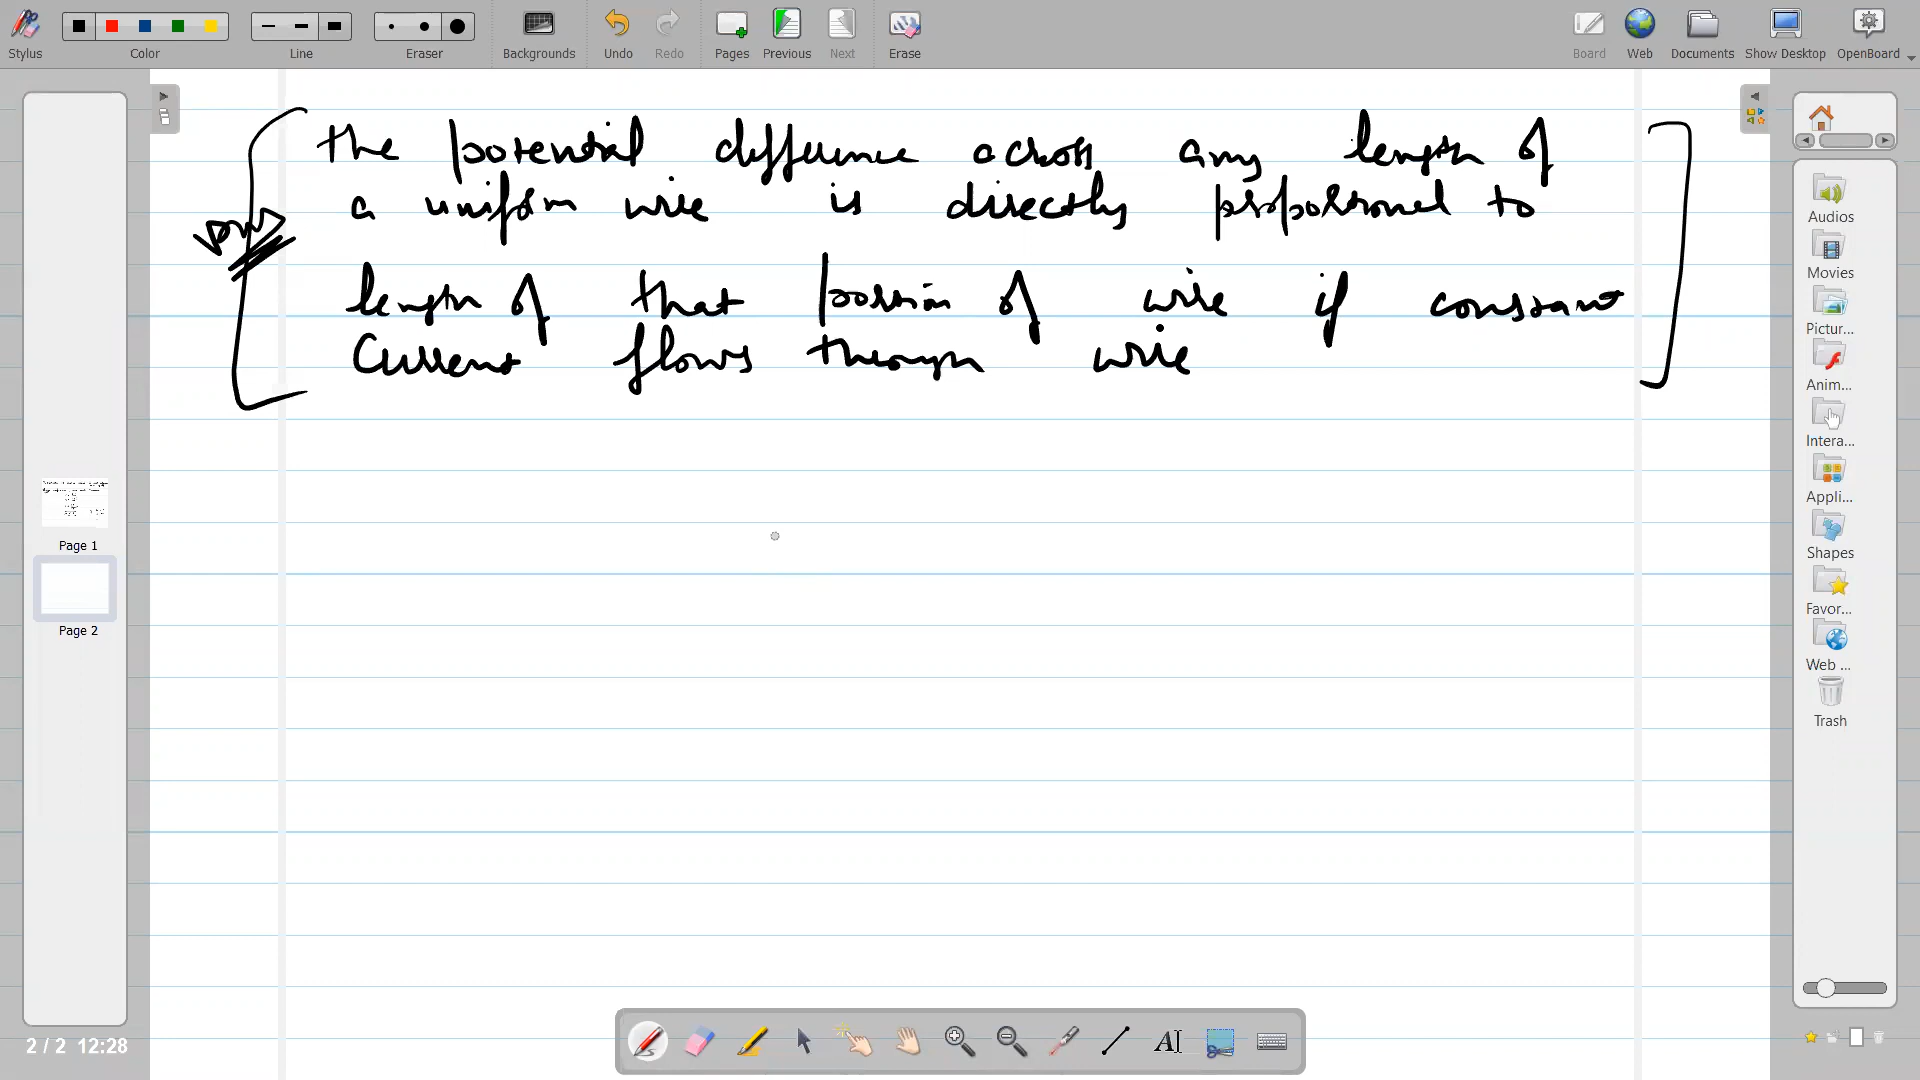 Stylus
Color
Line
Eraser
Backgrounds
Undo
Redo
Pages
Previous
Next
Erase
Board
Web
Documents
Show Desktop
OpenBoard
the potential difference across any length of
a uniform wire is directly proportional to
length of that portion of wire if constant
Current flows through wire
Page 1
Page 2
2 / 2 12:28
Audios
Movies
Pictur...
Anim...
Intera...
Appli...
Shapes
Favor...
Web ...
Trash